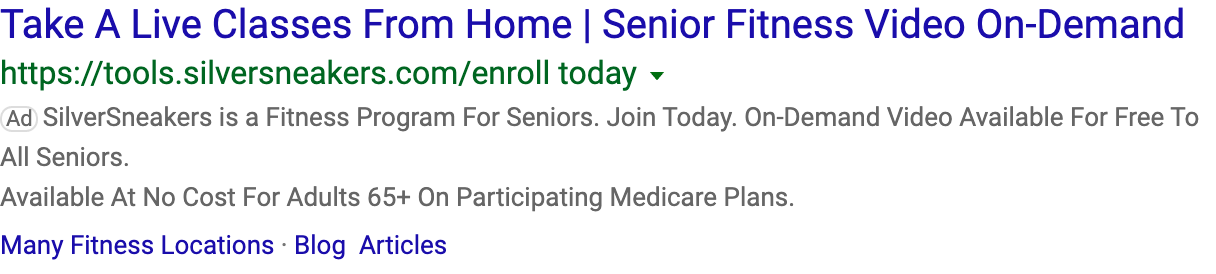 Take A Live Classes From Home | Senior Fitness Video On-Demand
https://tools.silversneakers.com/enroll today
Ad SilverSneakers is a Fitness Program For Seniors. Join Today. On-Demand Video Available For Free To
All Seniors.
Available At No Cost For Adults 65+ On Participating Medicare Plans.
Many Fitness Locations · Blog Articles